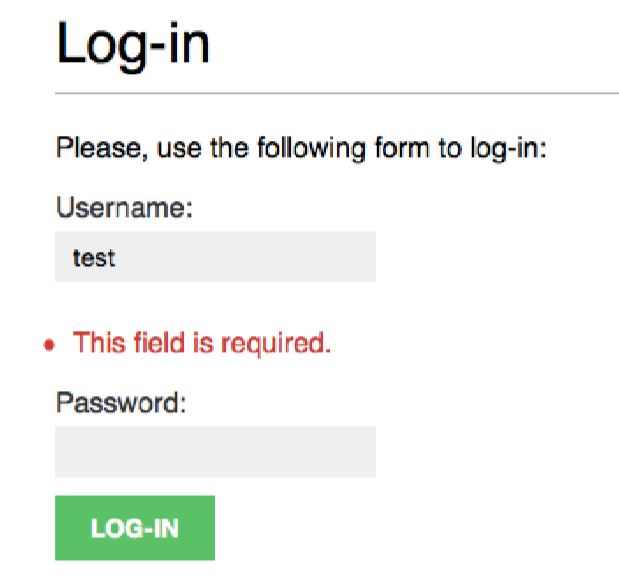 Log-in
Please, use the following form to log-in:
Username:
test
• This field is required.
Password:
LOG-IN